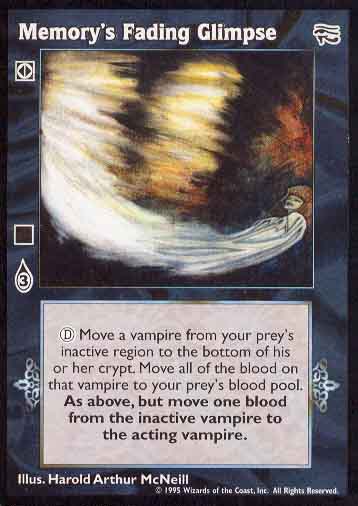 Memory's Fading Glimpse
3
Ⓓ Move a vampire from your prey's
inactive region to the bottom of his
or her crypt. Move all of the blood on
that vampire to your prey's blood pool.
As above, but move one blood
from the inactive vampire to
the acting vampire.
Illus. Harold Arthur McNeill
© 1995 Wizards of the Coast, Inc. All Rights Reserved.